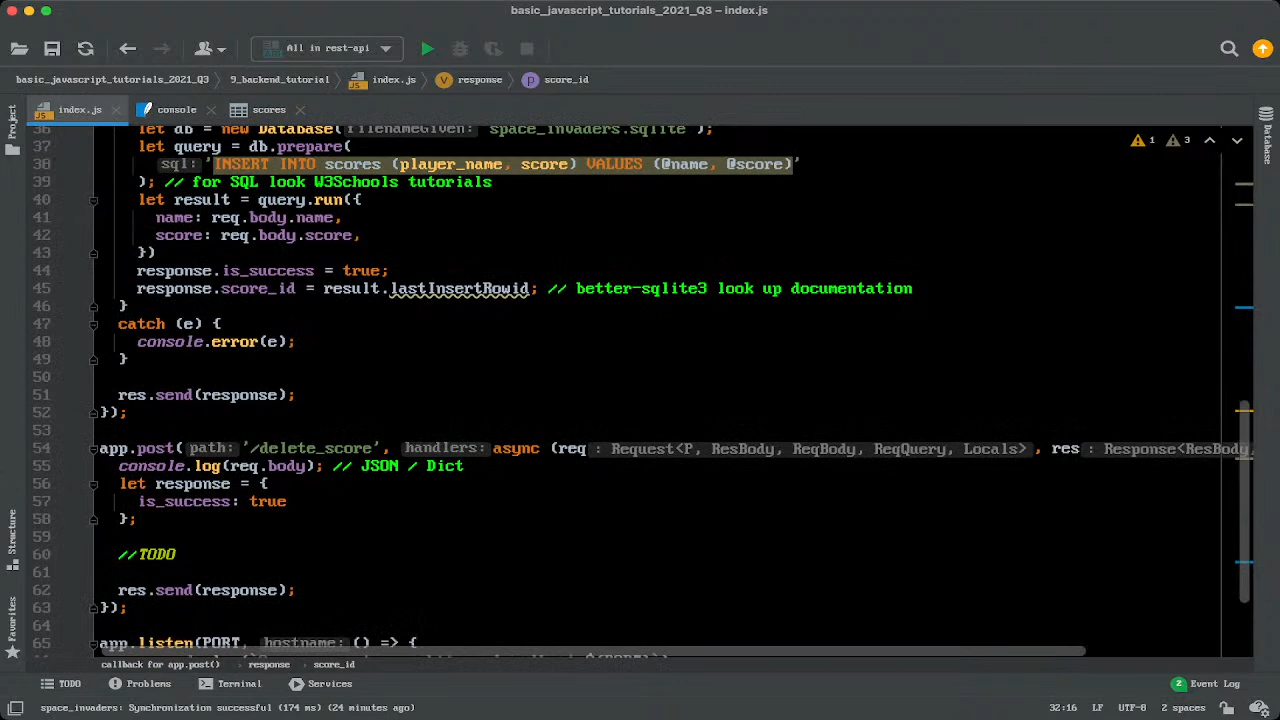 basic_javascript_tutorials_2021_Q3 – index.js
All in rest-api
basic_javascript_tutorials_2021_Q3 9_backend_tutorial index.js response score_id
index.js console scores
36 let db = new Database( filenameGiven: 'space_invaders.sqlite' );
37 let query = db.prepare(
38 sql: 'INSERT INTO scores (player_name, score) VALUES (@name, @score)'
39 ); // for SQL look W3Schools tutorials
40 let result = query.run({
41 name: req.body.name,
42 score: req.body.score,
43 })
44 response.is_success = true;
45 response.score_id = result.lastInsertRowid; // better-sqlite3 look up documentation
46 }
47 catch (e) {
48 console.error(e);
49 }
50
51 res.send(response);
52 });
53
54 app.post( path: '/delete_score', handlers: async (req : Request<P, ResBody, ReqBody, ReqQuery, Locals> , res : Response<ResBody,
55 console.log(req.body); // JSON / Dict
56 let response = {
57 is_success: true
58 };
59
60 //TODO
61
62 res.send(response);
63 });
64
65 app.listen(PORT, hostname: () => {
callback for app.post() response score_id
TODO Problems Terminal Services 2 Event Log
space_invaders: Synchronization successful (174 ms) (24 minutes ago) 32:16 LF UTF-8 2 spaces
1 3
Project
Structure
Favorites
Database